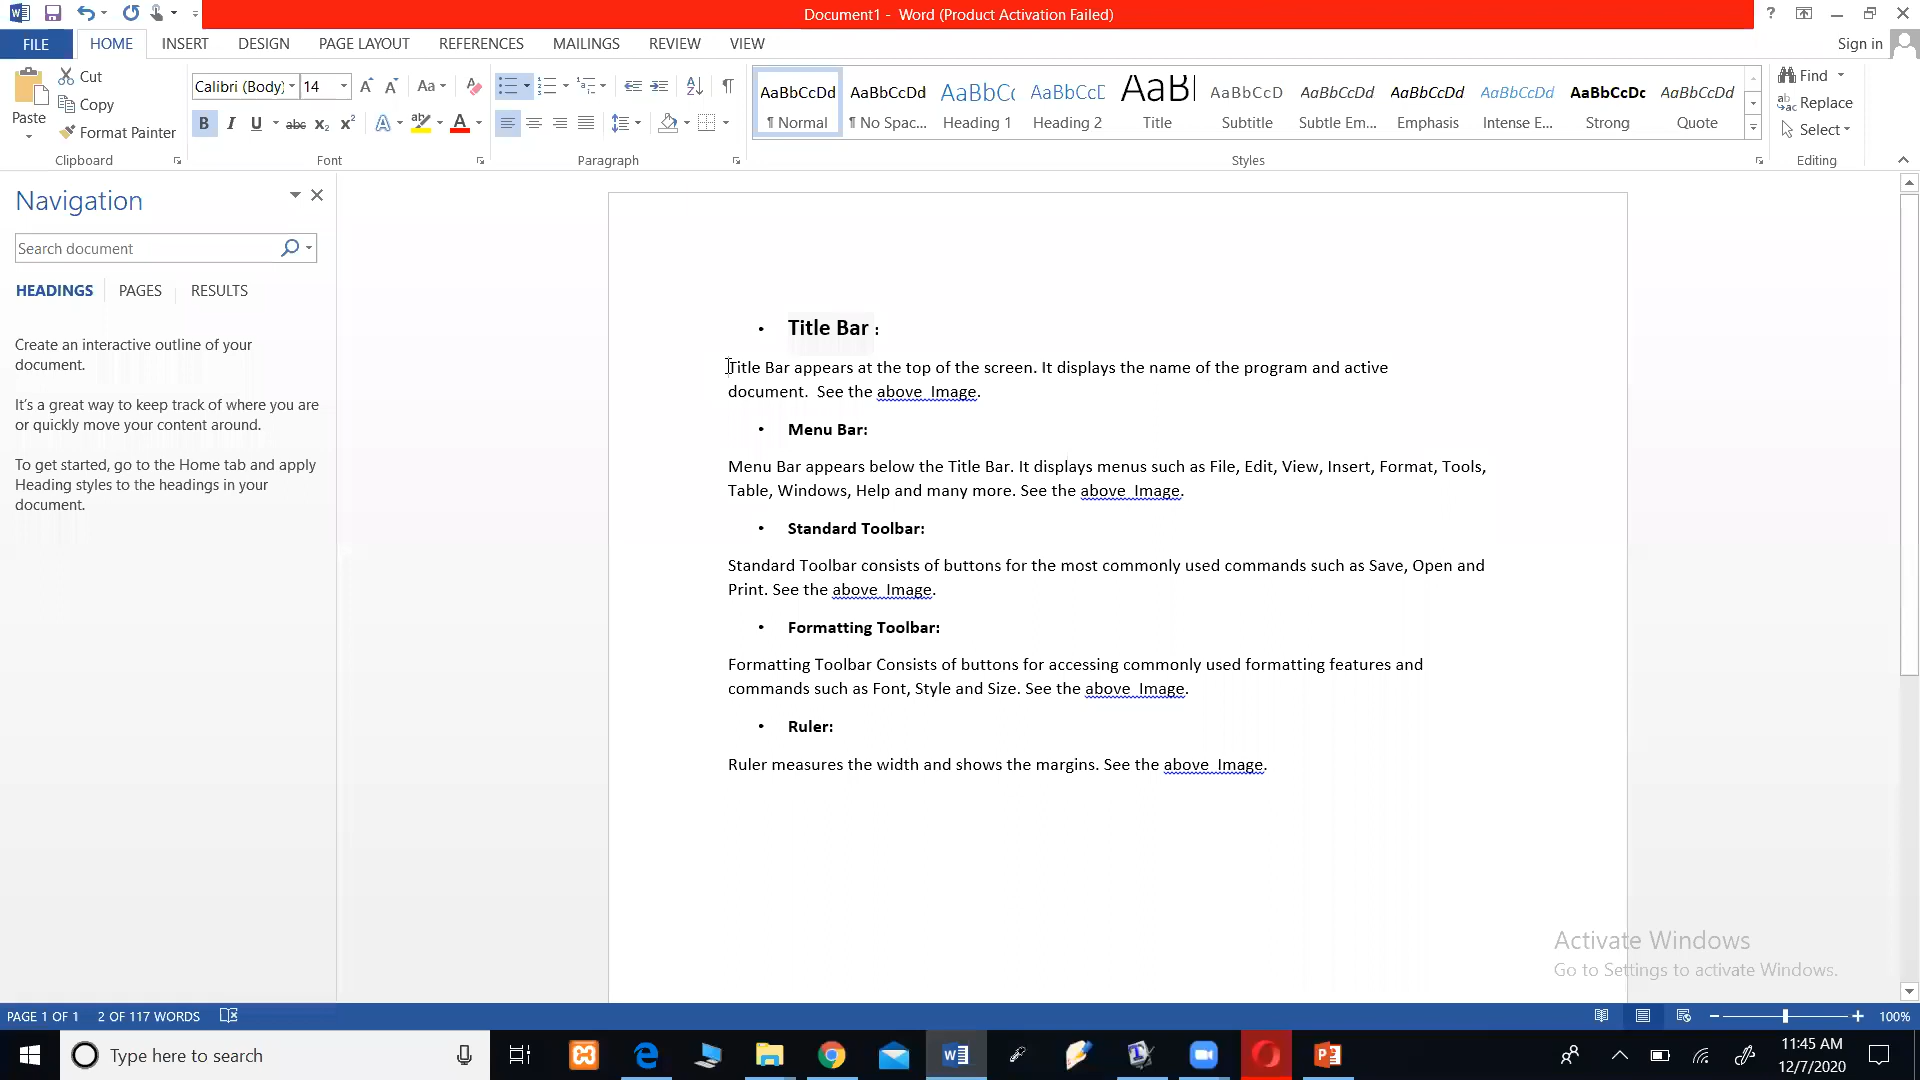 Document1 - Word (Product Activation Failed)
FILE HOME INSERT DESIGN PAGE LAYOUT REFERENCES MAILINGS REVIEW VIEW Sign in
Paste
Cut
Copy
Format Painter
Clipboard
Calibri (Body) 14
Font
Paragraph
AaBbCcDd AaBbCcDd AaBbCc AaBbCcE AaBl AaBbCcD AaBbCcDd AaBbCcDd AaBbCcDd AaBbCcDc AaBbCcDd
¶ Normal ¶ No Spac... Heading 1 Heading 2 Title Subtitle Subtle Em... Emphasis Intense E... Strong Quote
Styles
Find
Replace
Select
Editing
Navigation
Search document
HEADINGS PAGES RESULTS
Create an interactive outline of your
document.
It's a great way to keep track of where you are
or quickly move your content around.
To get started, go to the Home tab and apply
Heading styles to the headings in your
document.
• Title Bar :
Title Bar appears at the top of the screen. It displays the name of the program and active
document.  See the above  Image.
• Menu Bar:
Menu Bar appears below the Title Bar. It displays menus such as File, Edit, View, Insert, Format, Tools,
Table, Windows, Help and many more. See the above  Image.
• Standard Toolbar:
Standard Toolbar consists of buttons for the most commonly used commands such as Save, Open and
Print. See the above  Image.
• Formatting Toolbar:
Formatting Toolbar Consists of buttons for accessing commonly used formatting features and
commands such as Font, Style and Size. See the above  Image.
• Ruler:
Ruler measures the width and shows the margins. See the above  Image.
Activate Windows
Go to Settings to activate Windows.
PAGE 1 OF 1 2 OF 117 WORDS 100%
Type here to search
11:45 AM
12/7/2020